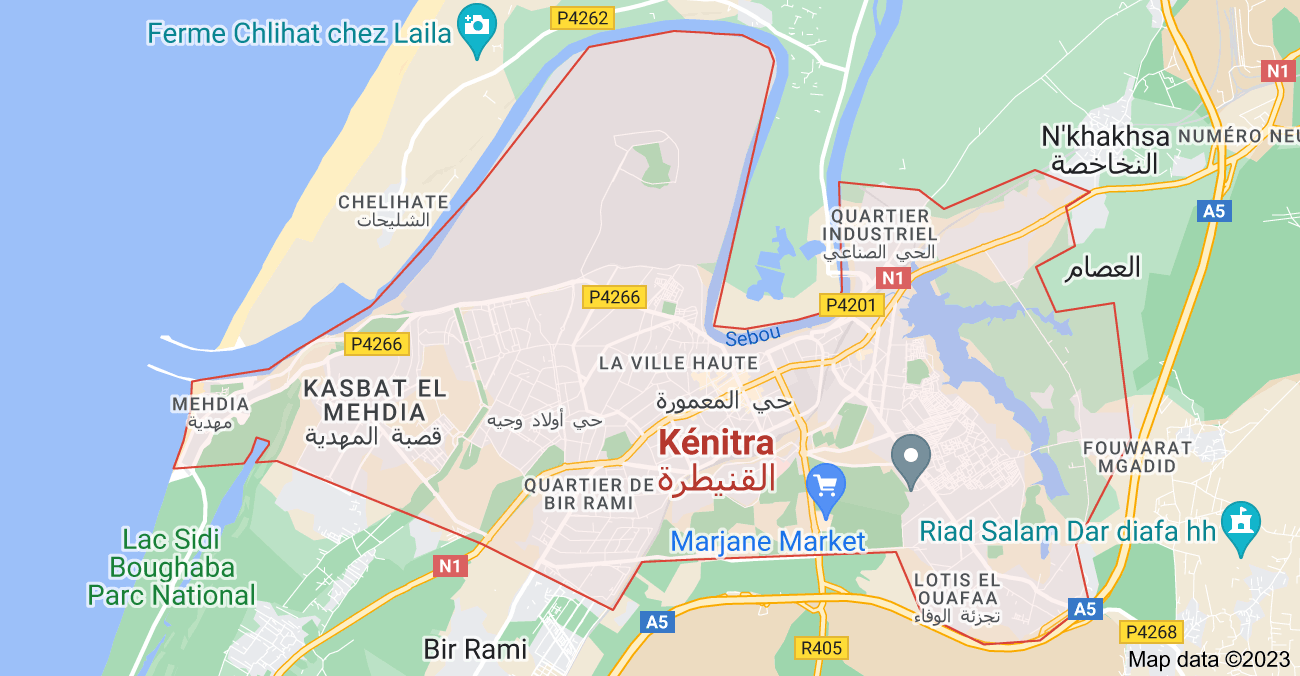 P4262
Ferme Chlihat chez Laila
N1
N'khakhsa
النخاخصة
NUMÉRO NEU
CHELIHATE
الشليحات
A5
QUARTIER
INDUSTRIEL
الحي الصناعي
العصام
N1
P4266
P4201
Sebou
P4266
LA VILLE HAUTE
KASBAT EL
MEHDIA
قصبة المهدية
MEHDIA
مهدية
حي المعمورة
حي أولاد وجيه
Kénitra
القنيطرة
FOUWARAT
MGADID
QUARTIER DE
BIR RAMI
Marjane Market
Riad Salam Dar diafa hh
Lac Sidi
Boughaba
Parc National
N1
LOTIS EL
OUAFAA
تجزئة الوفاء
A5
A5
P4268
Bir Rami
R405
Map data ©2023